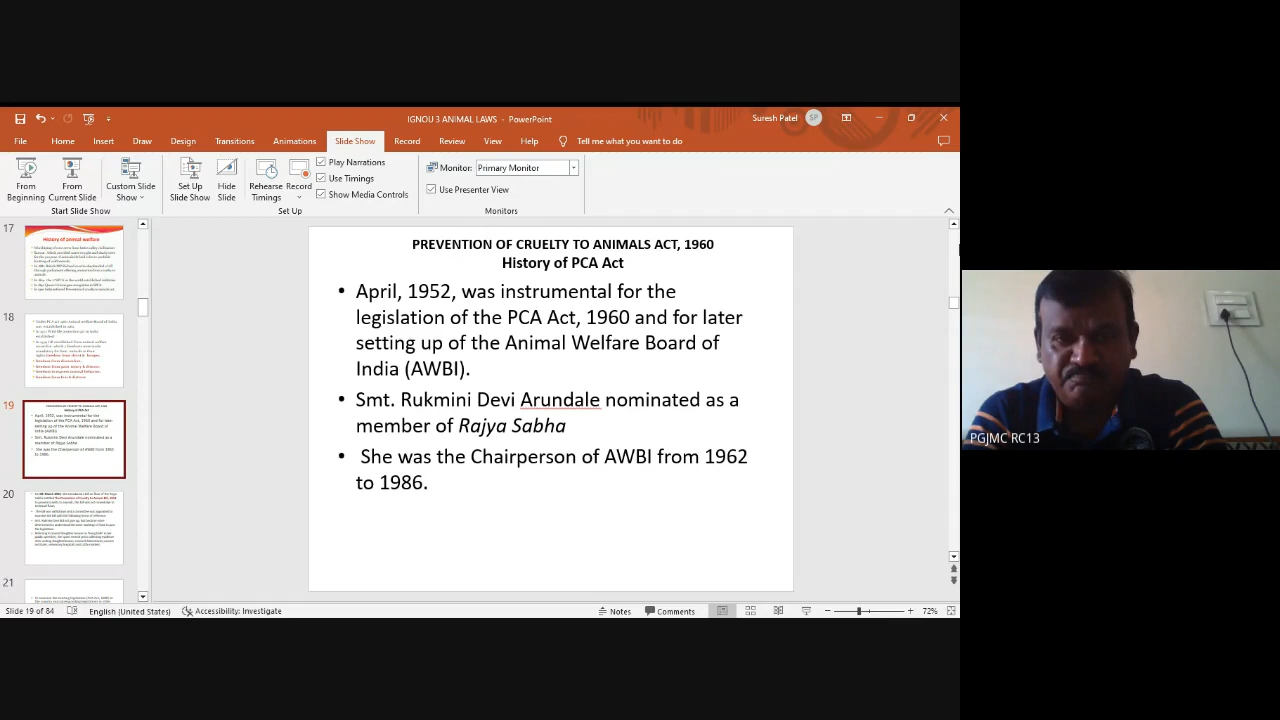 IGNOU 3 ANIMAL LAWS - PowerPoint
Suresh Patel
SP
File Home Insert Draw Design Transitions Animations Slide Show Record Review View Help Tell me what you want to do
From Beginning
From Current Slide
Custom Slide Show
Set Up Slide Show
Hide Slide
Rehearse Timings
Record
Play Narrations
Use Timings
Show Media Controls
Monitor: Primary Monitor
Use Presenter View
Start Slide Show
Set Up
Monitors
17
History of animal welfare
18
19
20
21
PREVENTION OF CRUELTY TO ANIMALS ACT, 1960
History of PCA Act
• April, 1952, was instrumental for the
legislation of the PCA Act, 1960 and for later
setting up of the Animal Welfare Board of
India (AWBI).
• Smt. Rukmini Devi Arundale nominated as a
member of Rajya Sabha
• She was the Chairperson of AWBI from 1962
to 1986.
PGJMC RC13
Slide 19 of 84 English (United States) Accessibility: Investigate Notes Comments 72%